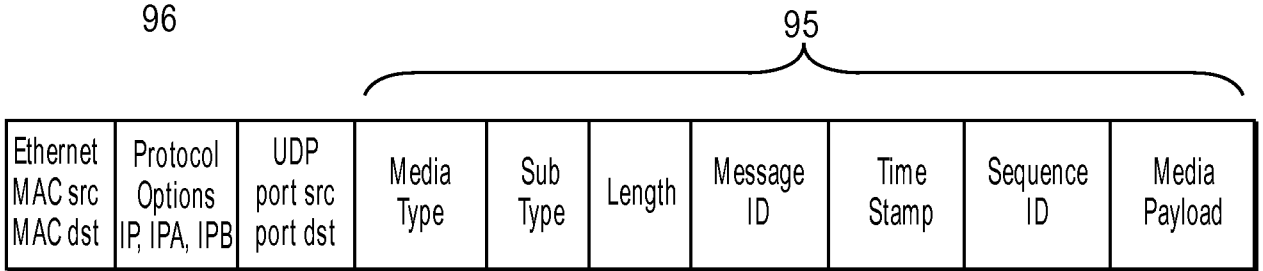 96
95
Ethernet
MAC src
MAC dst
Protocol
Options
IP, IPA, IPB
UDP
port src
port dst
Media
Type
Sub
Type
Length
Message
ID
Time
Stamp
Sequence
ID
Media
Payload